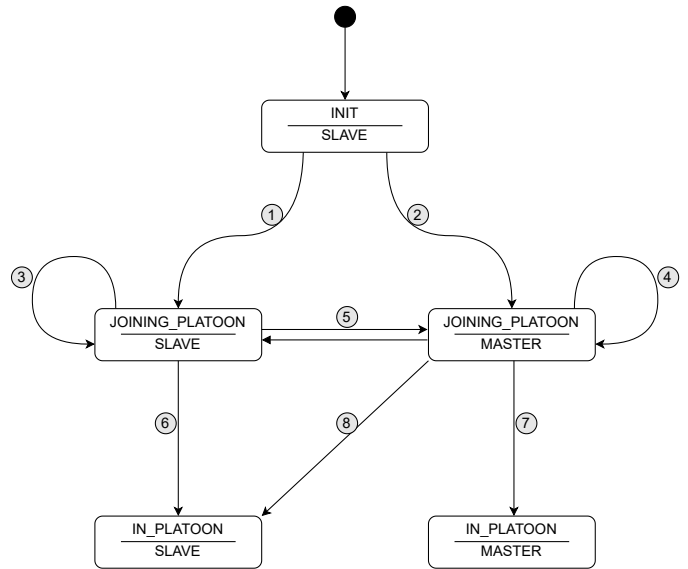 INIT
SLAVE
1
2
3
4
JOINING_PLATOON
SLAVE
5
JOINING_PLATOON
MASTER
6
8
7
IN_PLATOON
SLAVE
IN_PLATOON
MASTER